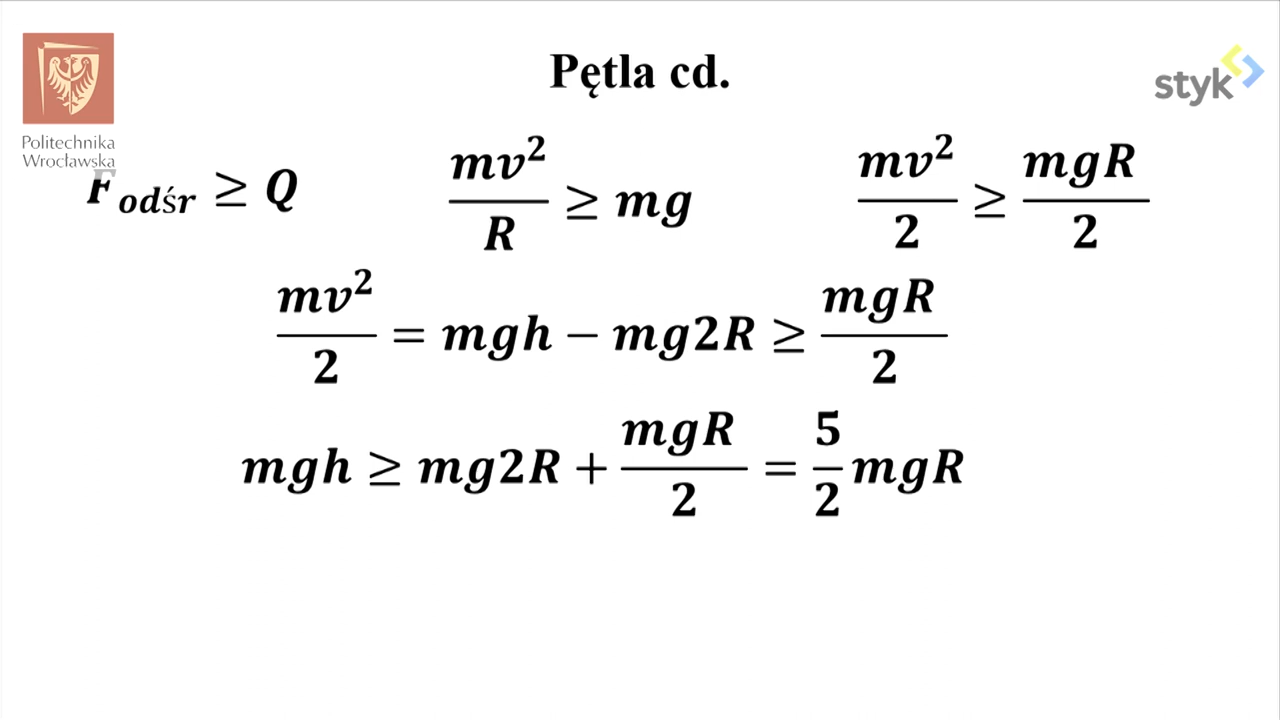 Pętla cd.
styk
Politechnika
Wrocławska
F_odśr ≥ Q
mv²/R ≥ mg
mv²/2 ≥ mgR/2
mv²/2 = mgh − mg2R ≥ mgR/2
mgh ≥ mg2R + mgR/2 = 5/2 mgR